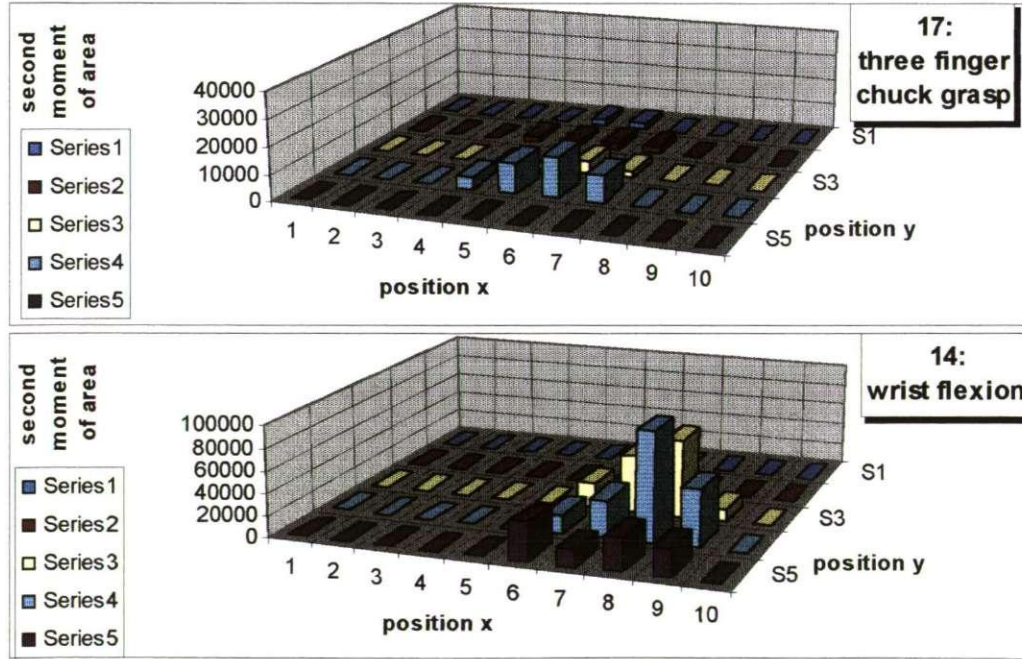 second
moment
of area
40000
30000
20000
10000
0
17:
three finger
chuck grasp
Series1
Series2
Series3
Series4
Series5
1 2 3 4 5 6 7 8 9 10
position x
S1
S3
S5
position y
second
moment
of area
100000
80000
60000
40000
20000
0
14:
wrist flexion
Series1
Series2
Series3
Series4
Series5
1 2 3 4 5 6 7 8 9 10
position x
S1
S3
S5
position y